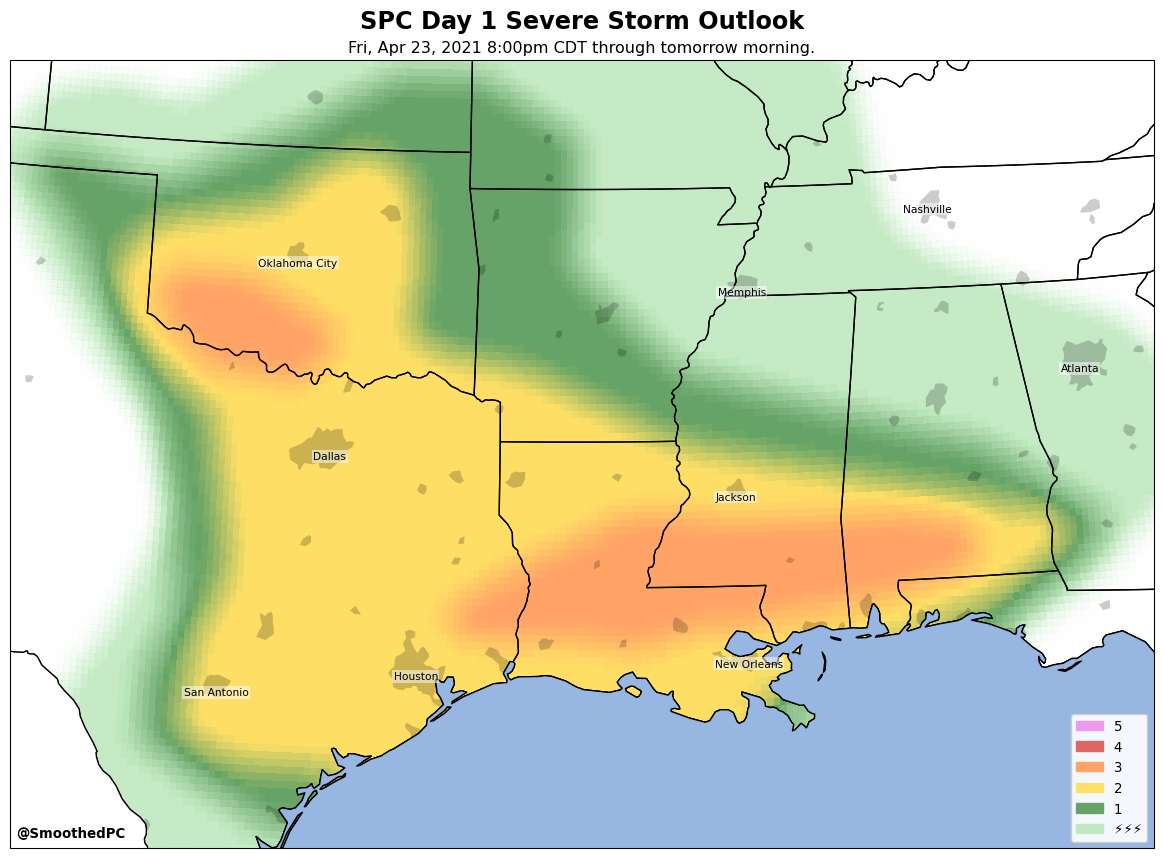 SPC Day 1 Severe Storm Outlook
Fri, Apr 23, 2021 8:00pm CDT through tomorrow morning.
Nashville
Oklahoma City
Memphis
Atlanta
Dallas
Jackson
New Orleans
Houston
San Antonio
5
4
3
2
1
⚡⚡⚡
@SmoothedPC